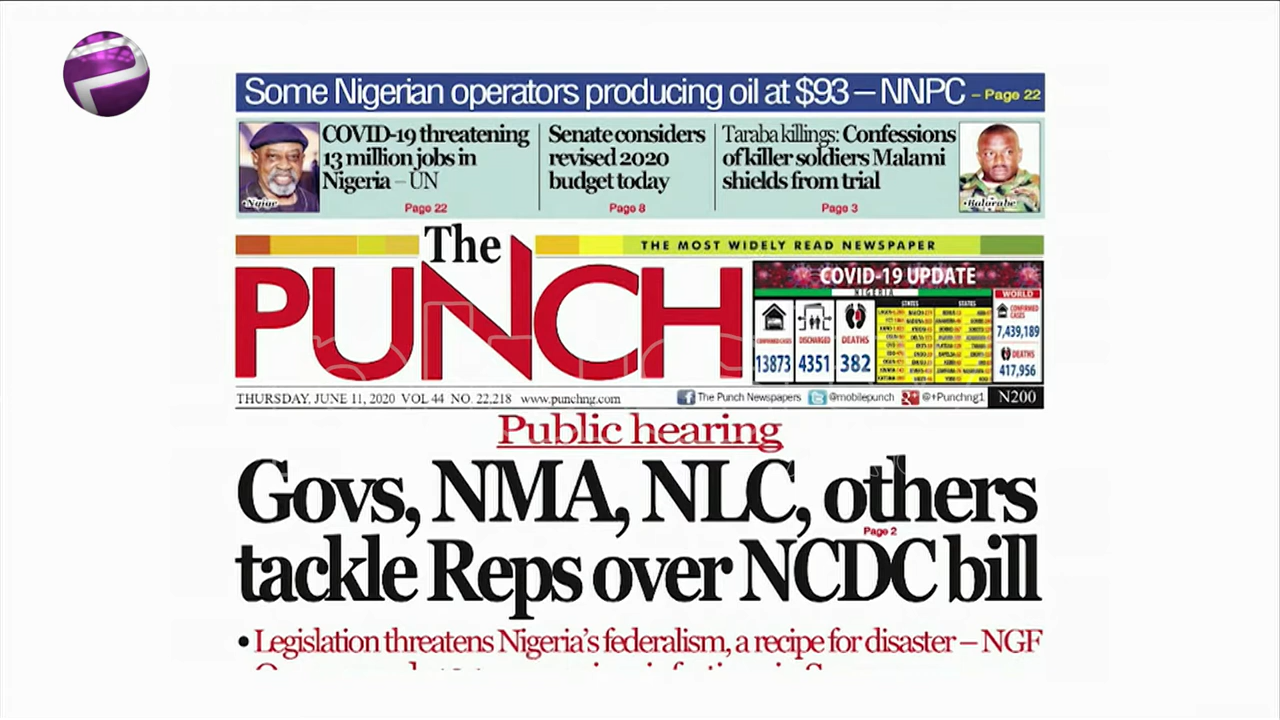 Some Nigerian operators producing oil at $93 – NNPC – Page 22
COVID-19 threatening
13 million jobs in
Nigeria – UN
Page 22
•Ngige
Senate considers
revised 2020
budget today
Page 8
Taraba killings: Confessions
of killer soldiers Malami
shields from trial
Page 3
THE MOST WIDELY READ NEWSPAPER
The
PUNCH
COVID-19 UPDATE
NIGERIA
CONFIRMED CASES
13873
DISCHARGED
4351
DEATHS
382
STATES STATES
WORLD
CONFIRMED
CASES
7,439,189
DEATHS
417,956
THURSDAY, JUNE 11, 2020 VOL 44 NO. 22,218 www.punchng.com
The Punch Newspapers @mobilepunch @+Punchng1 N200
Public hearing
Govs, NMA, NLC, others
Page 2
tackle Reps over NCDC bill
• Legislation threatens Nigeria's federalism, a recipe for disaster – NGF